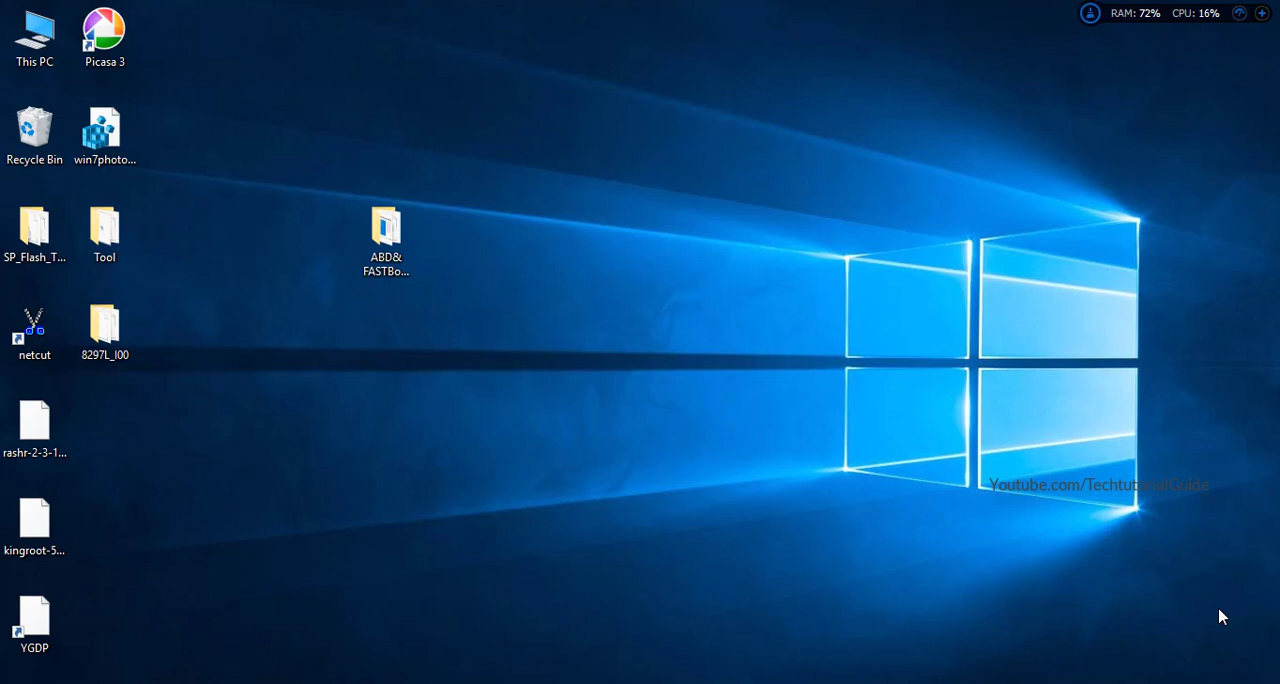 RAM: 72% CPU: 16%
This PC
Picasa 3
Recycle Bin
win7photo...
SP_Flash_T...
Tool
ABD&
FASTBo...
netcut
8297L_I00
rashr-2-3-1...
Youtube.com/TechtutorialGuide
kingroot-5...
YGDP